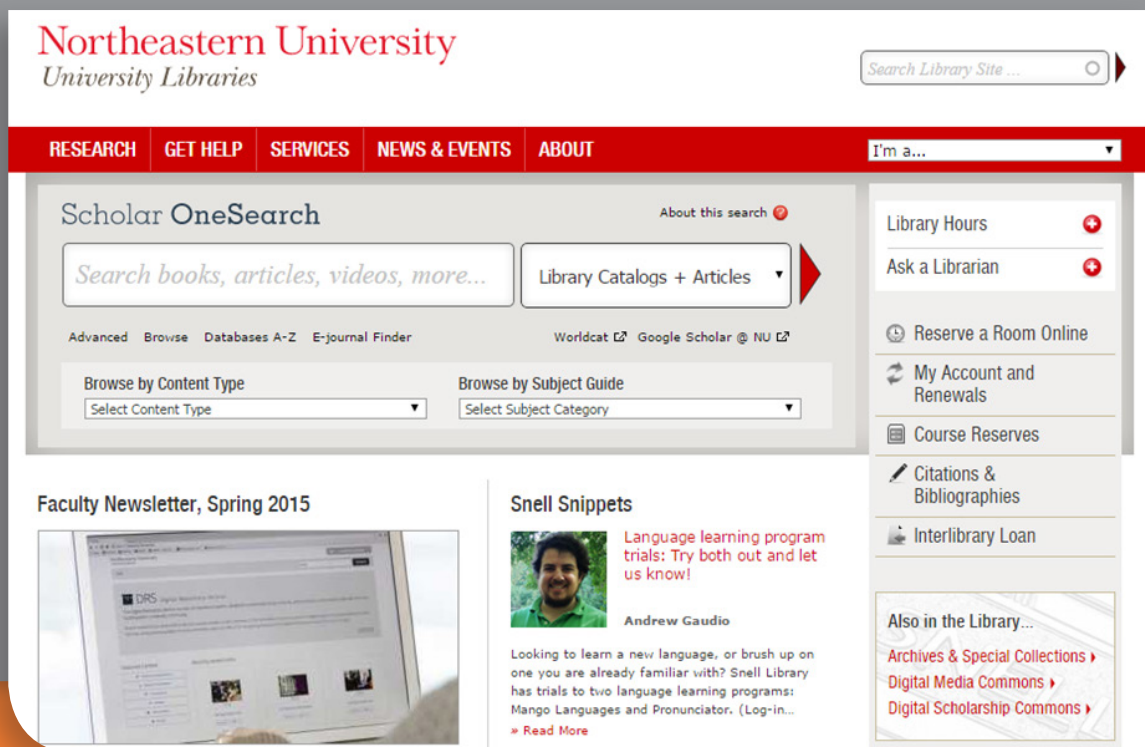 Northeastern University
University Libraries
Search Library Site ...
RESEARCH GET HELP SERVICES NEWS & EVENTS ABOUT
I'm a...
Scholar OneSearch
About this search ?
Search books, articles, videos, more...
Library Catalogs + Articles
Advanced Browse Databases A-Z E-journal Finder
Worldcat Google Scholar @ NU
Browse by Content Type
Select Content Type
Browse by Subject Guide
Select Subject Category
Library Hours
Ask a Librarian
Reserve a Room Online
My Account and
Renewals
Course Reserves
Citations &
Bibliographies
Interlibrary Loan
Faculty Newsletter, Spring 2015
DRS
Snell Snippets
Language learning program
trials: Try both out and let
us know!
Andrew Gaudio
Looking to learn a new language, or brush up on
one you are already familiar with? Snell Library
has trials to two language learning programs:
Mango Languages and Pronunciator. (Log-in...
» Read More
Also in the Library...
Archives & Special Collections
Digital Media Commons
Digital Scholarship Commons